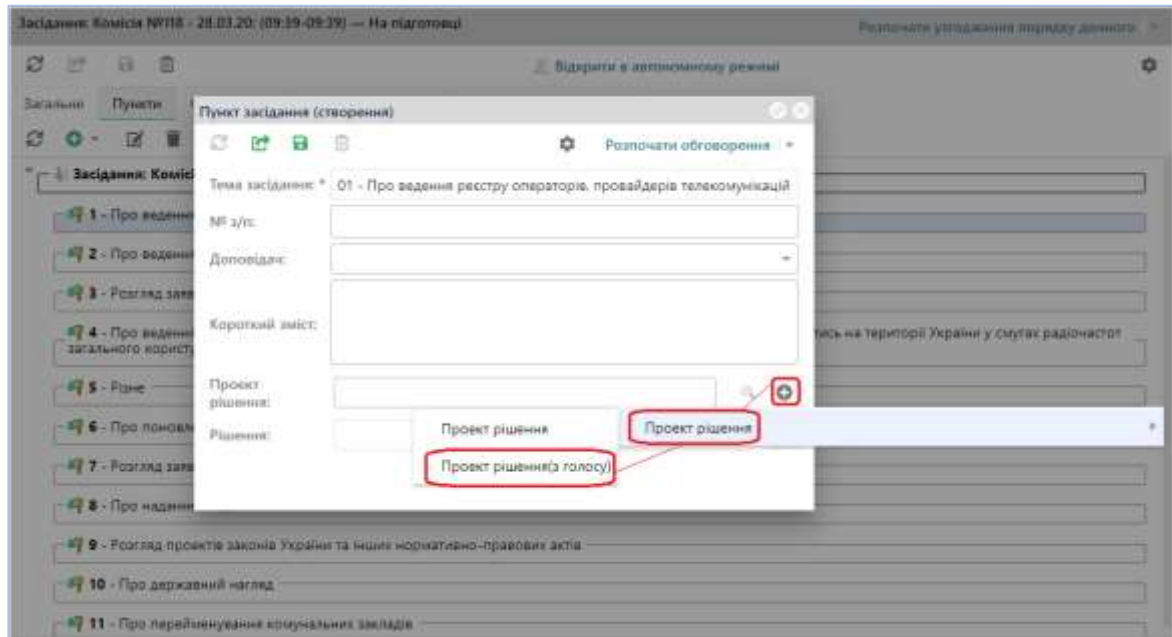 Засідання: Комісія №118 - 28.03.20: (09:39-09:39) — На підготовці
Розпочати узгодження порядку денного
Відкрити в автономному режимі
Загальні Пункти
Пункт засідання (створення)
Розпочати обговорення
Засідання: Комісі
Тема засідання: * 01 - Про ведення реєстру операторів, провайдерів телекомунікацій
1 - Про ведення
№ з/п:
2 - Про ведення
Доповідач:
3 - Розгляд заяв
Короткий зміст:
4 - Про ведення
тись на території України у смугах радіочастот
загального користу
5 - Різне
Проект
рішення:
6 - Про поновл
Рішення:
Проект рішення
Проект рішення
Проект рішення(з голосу)
7 - Розгляд заяв
8 - Про наданн
9 - Розгляд проектів законів України та інших нормативно-правових актів
10 - Про державний нагляд
11 - Про перейменування комунальних закладів